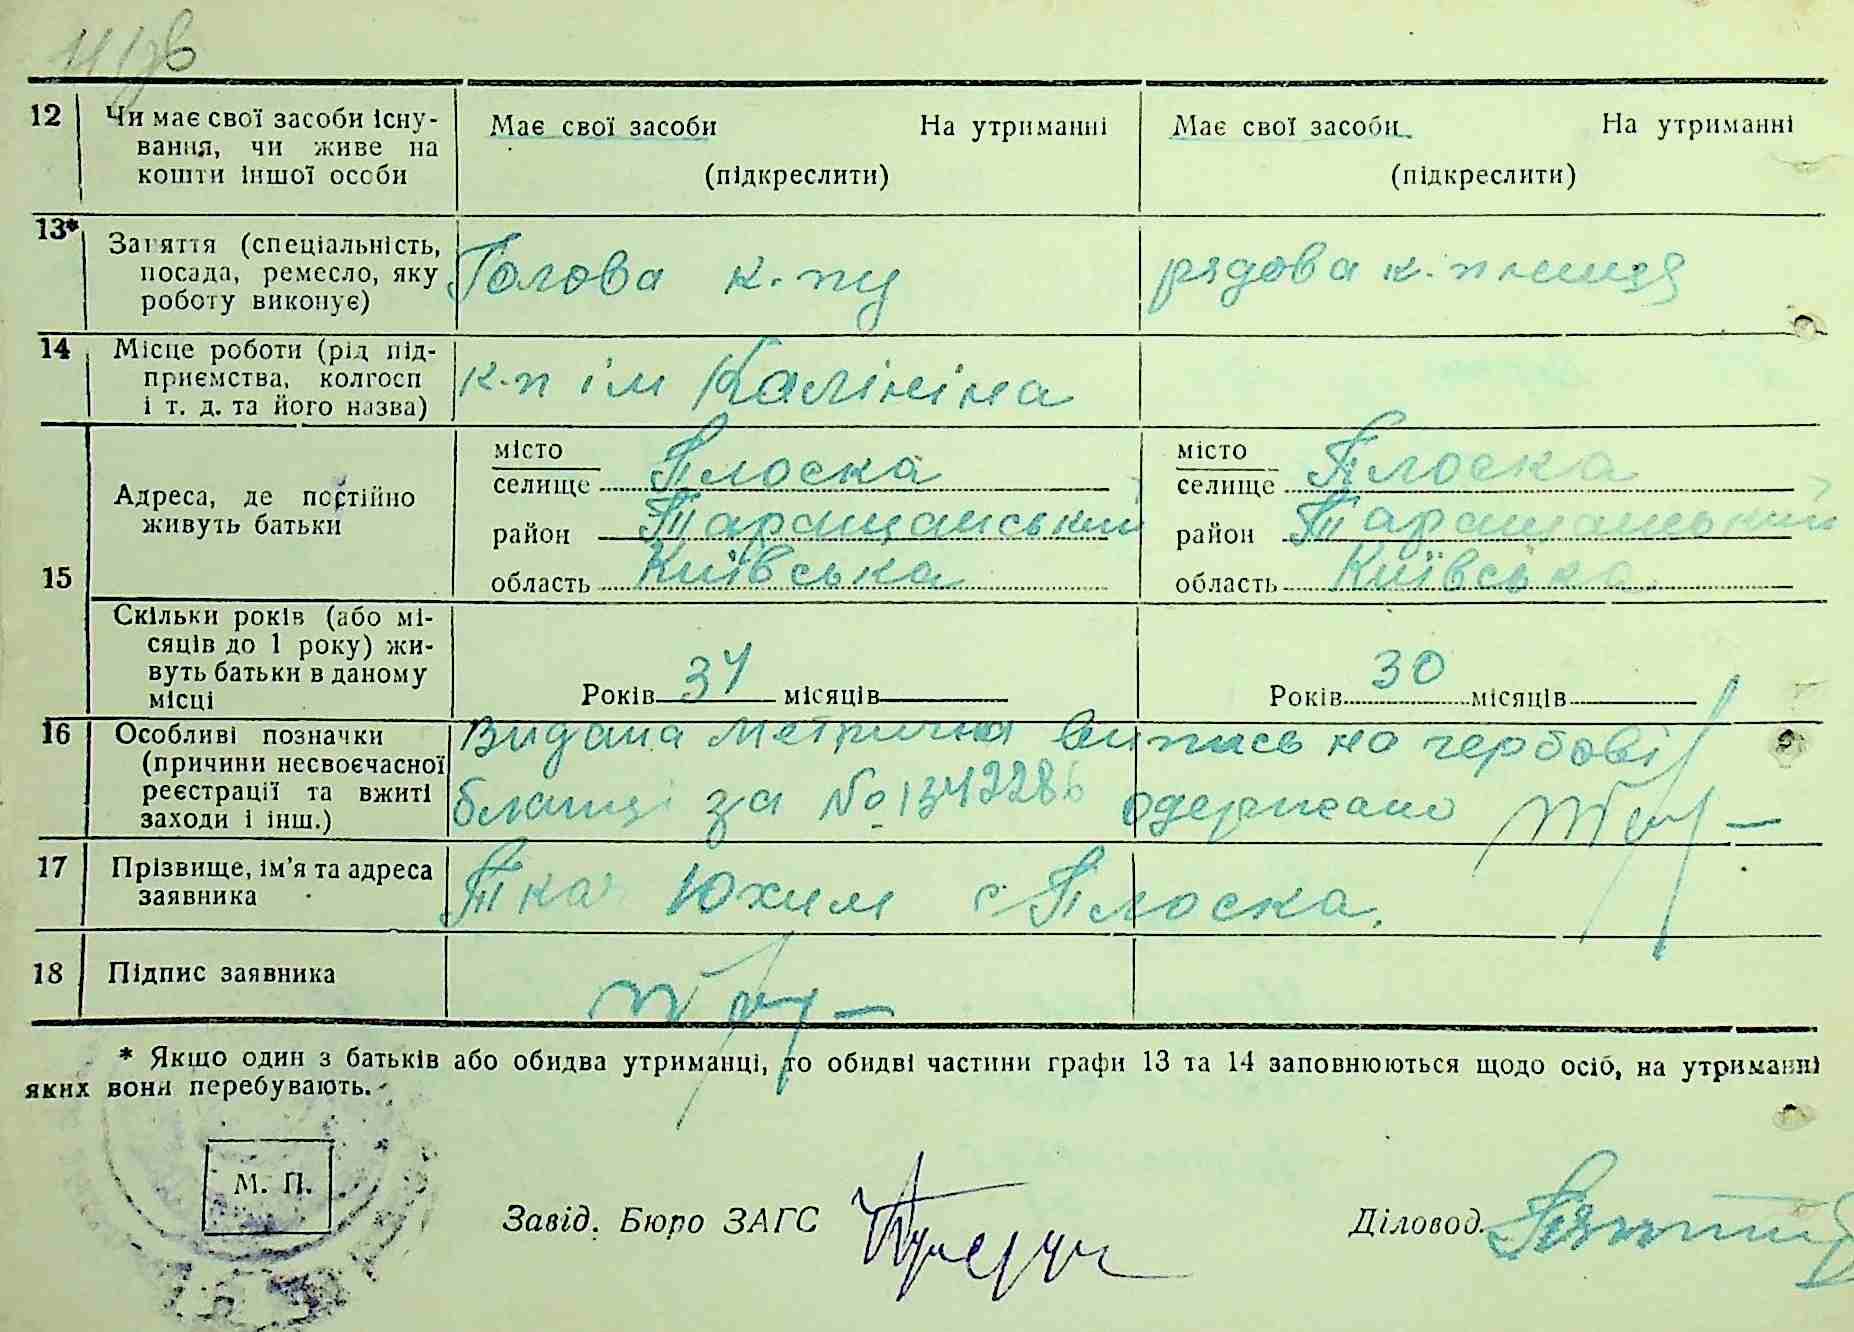 12 Чи має свої засоби існу- Має свої засоби На утриманні Має свої засоби На утриманні
вання, чи живе на
кошти іншої особи (підкреслити) (підкреслити)
13* Заняття (спеціальність, Голова к-пу рядова к-пниця
посада, ремесло, яку
роботу виконує)
14 Місце роботи (рід під- к-п ім Калініна
приємства, колгосп
і т. д. та його назва)
15 Адреса, де постійно живуть батьки
місто Плоска місто Плоска
селище селище
район Таращанський район Таращанський
область Київська область Київська
Скільки років (або мі-
сяців до 1 року) жи-
вуть батьки в даному
місці Років 34 місяців Років 30 місяців
16 Особливі позначки Видана метрична випись на гербові
(причини несвоєчасної
реєстрації та вжиті бланці за № 1342286 одержано
заходи і інш.)
17 Прізвище, ім'я та адреса Ткач Юхим с Плоска.
заявника
18 Підпис заявника
* Якщо один з батьків або обидва утриманці, то обидві частини графи 13 та 14 заповнюються щодо осіб, на утриманні
яких вони перебувають.
М. П.
Завід. Бюро ЗАГС Діловод.